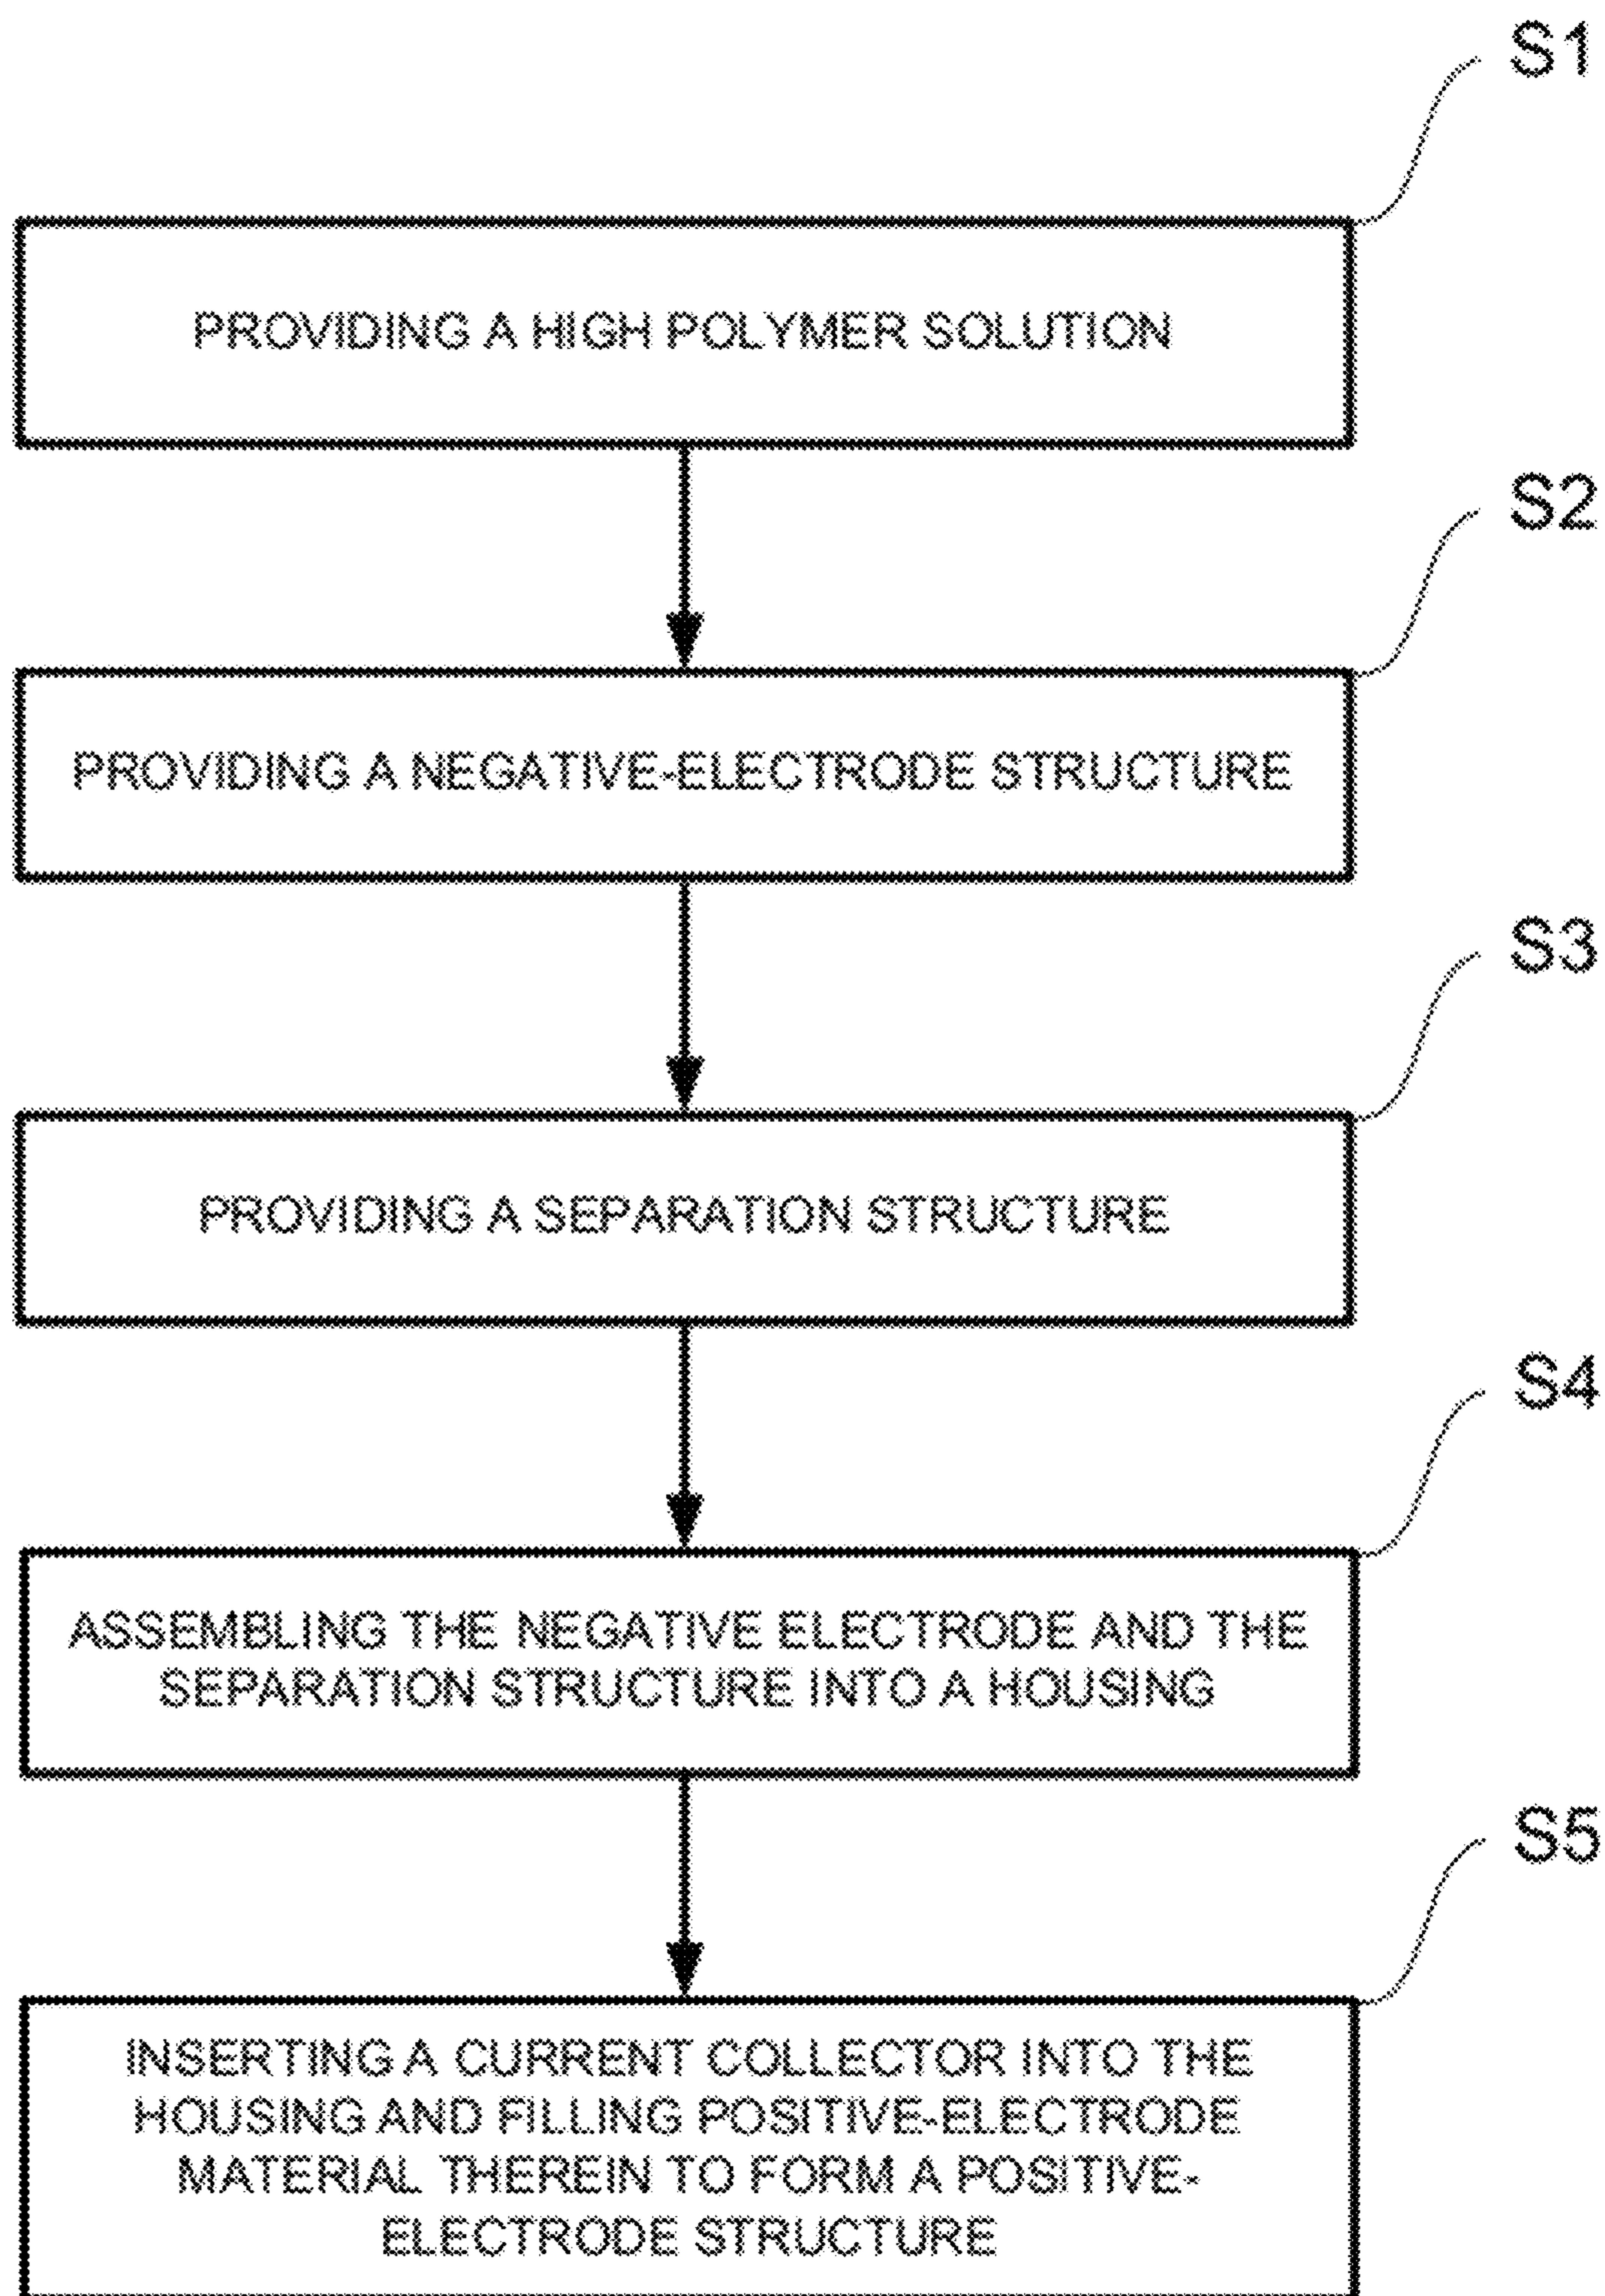 S1
PROVIDING A HIGH POLYMER SOLUTION
S2
PROVIDING A NEGATIVE-ELECTRODE STRUCTURE
S3
PROVIDING A SEPARATION STRUCTURE
S4
ASSEMBLING THE NEGATIVE ELECTRODE AND THE
SEPARATION STRUCTURE INTO A HOUSING
S5
INSERTING A CURRENT COLLECTOR INTO THE
HOUSING AND FILLING POSITIVE-ELECTRODE
MATERIAL THEREIN TO FORM A POSITIVE-
ELECTRODE STRUCTURE